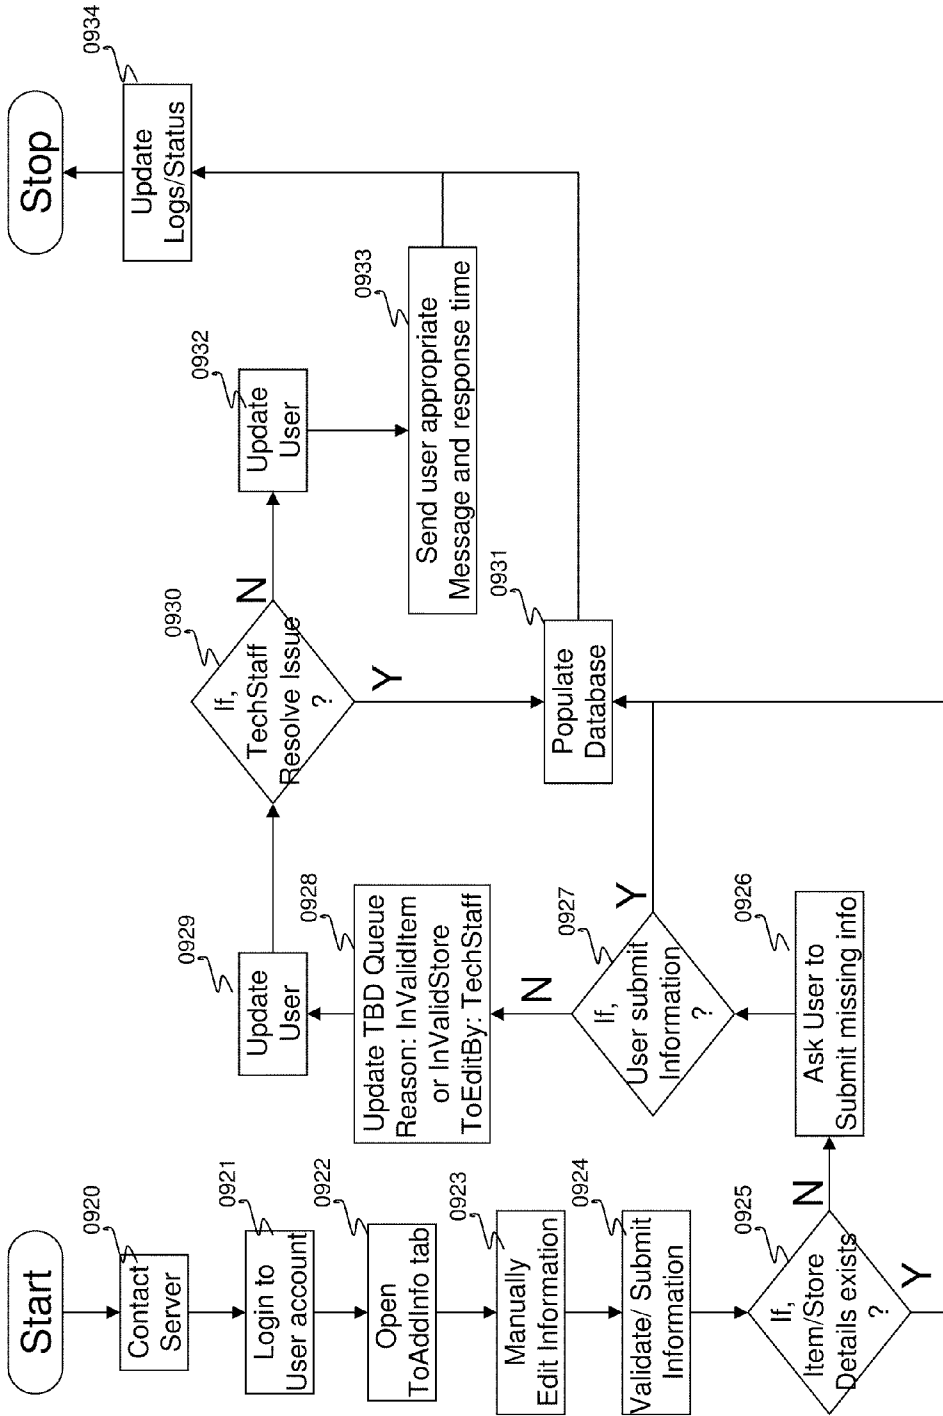 Start
0920
Contact
Server
0921
Login to
User account
0922
Open
ToAddInfo tab
0923
Manually
Edit Information
0924
Validate/ Submit
Information
0925
If,
Item/Store
Details exists
?
N
Y
0926
Ask User to
Submit missing info
0927
If,
User submit
Information
?
N
Y
0928
Update TBD Queue
Reason: InValidItem
or InValidStore
ToEditBy: TechStaff
0929
Update
User
0930
If,
TechStaff
Resolve Issue
?
N
Y
0931
Populate
Database
0932
Update
User
0933
Send user appropriate
Message and response time
0934
Update
Logs/Status
Stop